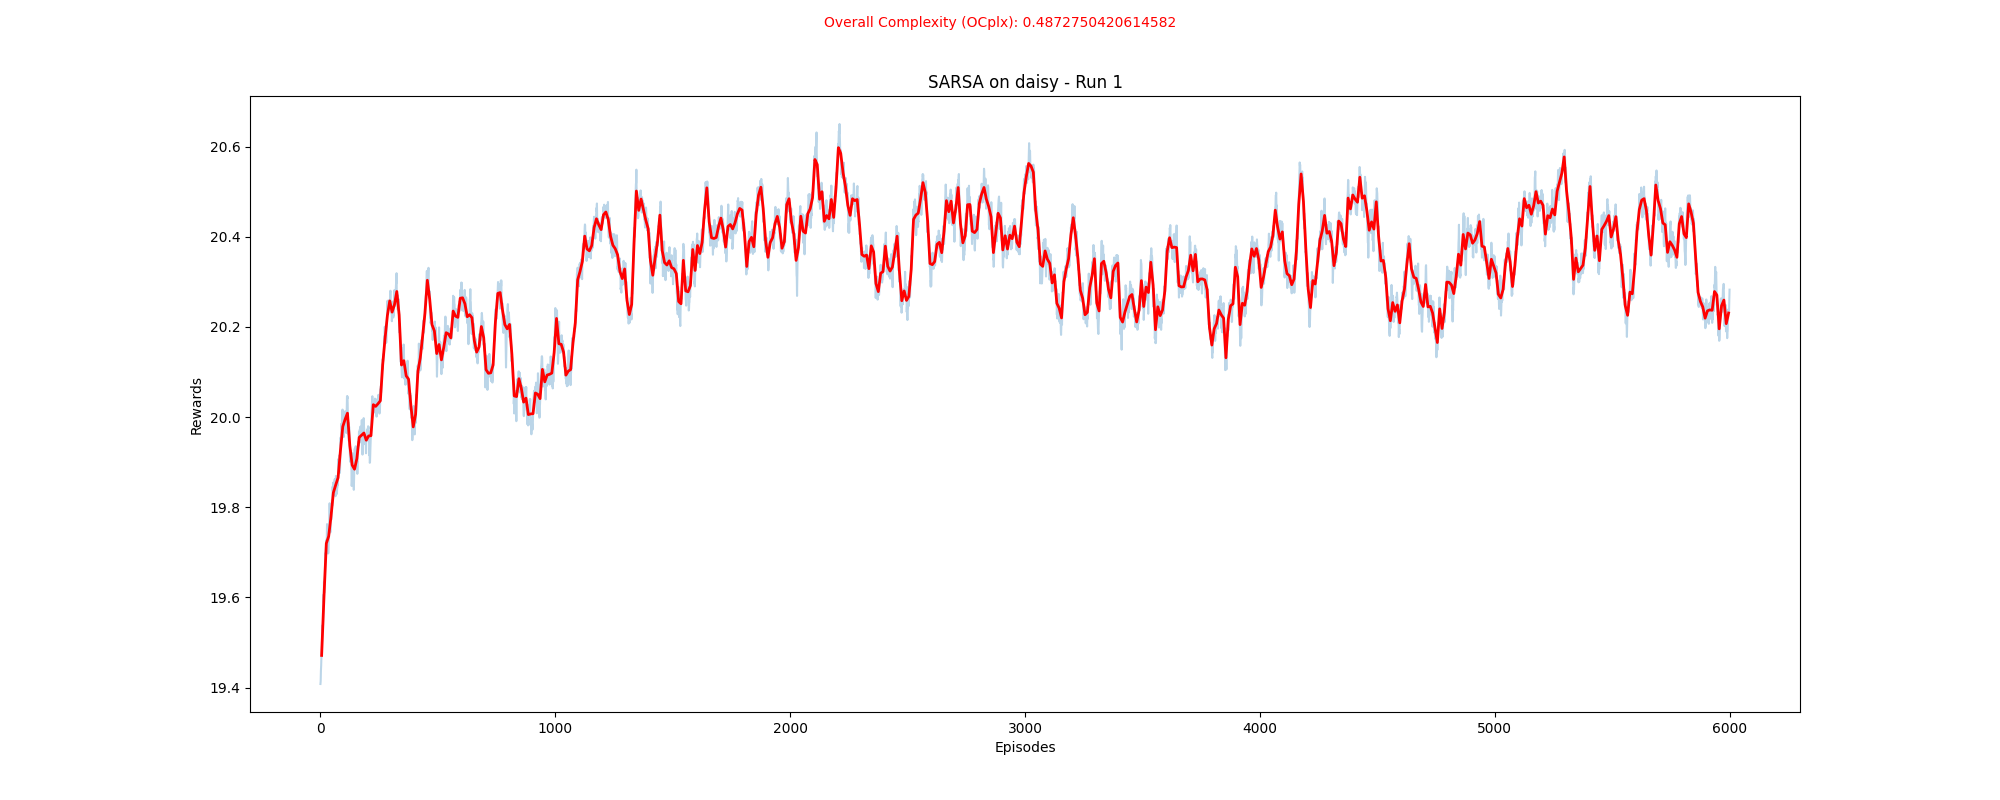 Overall Complexity (OCplx): 0.4872750420614582
SARSA on daisy - Run 1
Rewards
20.6
20.4
20.2
20.0
19.8
19.6
19.4
0 1000 2000 3000 4000 5000 6000
Episodes